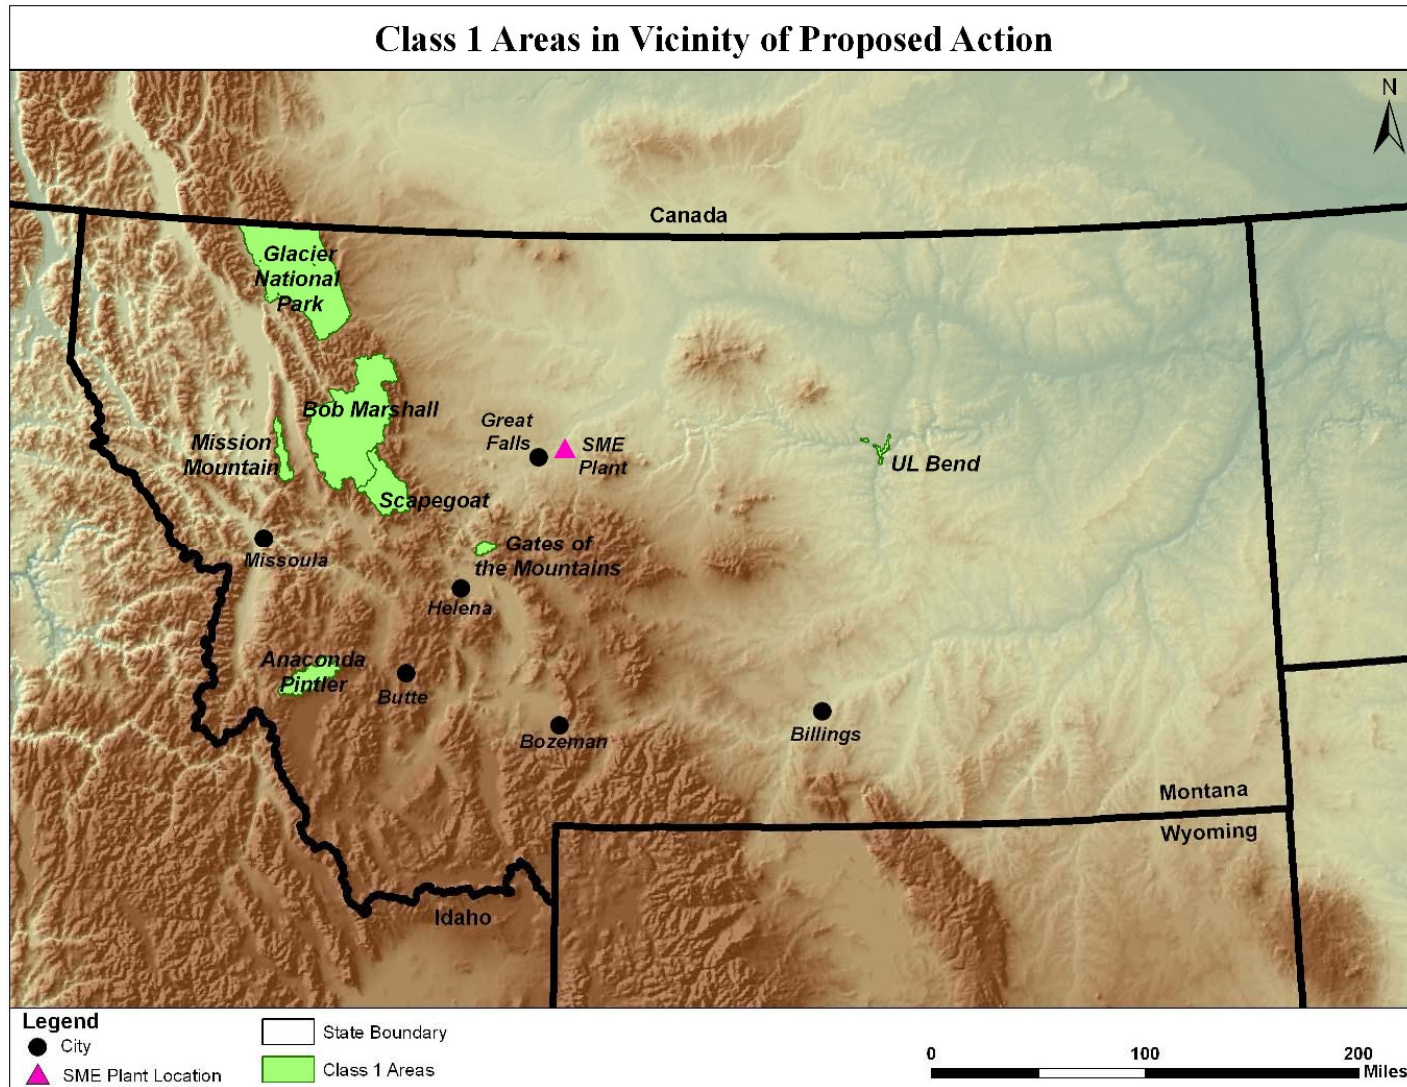 Class 1 Areas in Vicinity of Proposed Action
N
Canada
Glacier
National
Park
Bob Marshall
Great
Falls
SME
Plant
Mission
Mountain
UL Bend
Scapegoat
Gates of
the Mountains
Missoula
Helena
Anaconda
Pintler
Butte
Bozeman
Billings
Montana
Wyoming
Idaho
Legend
City
SME Plant Location
State Boundary
Class 1 Areas
0 100 200
Miles